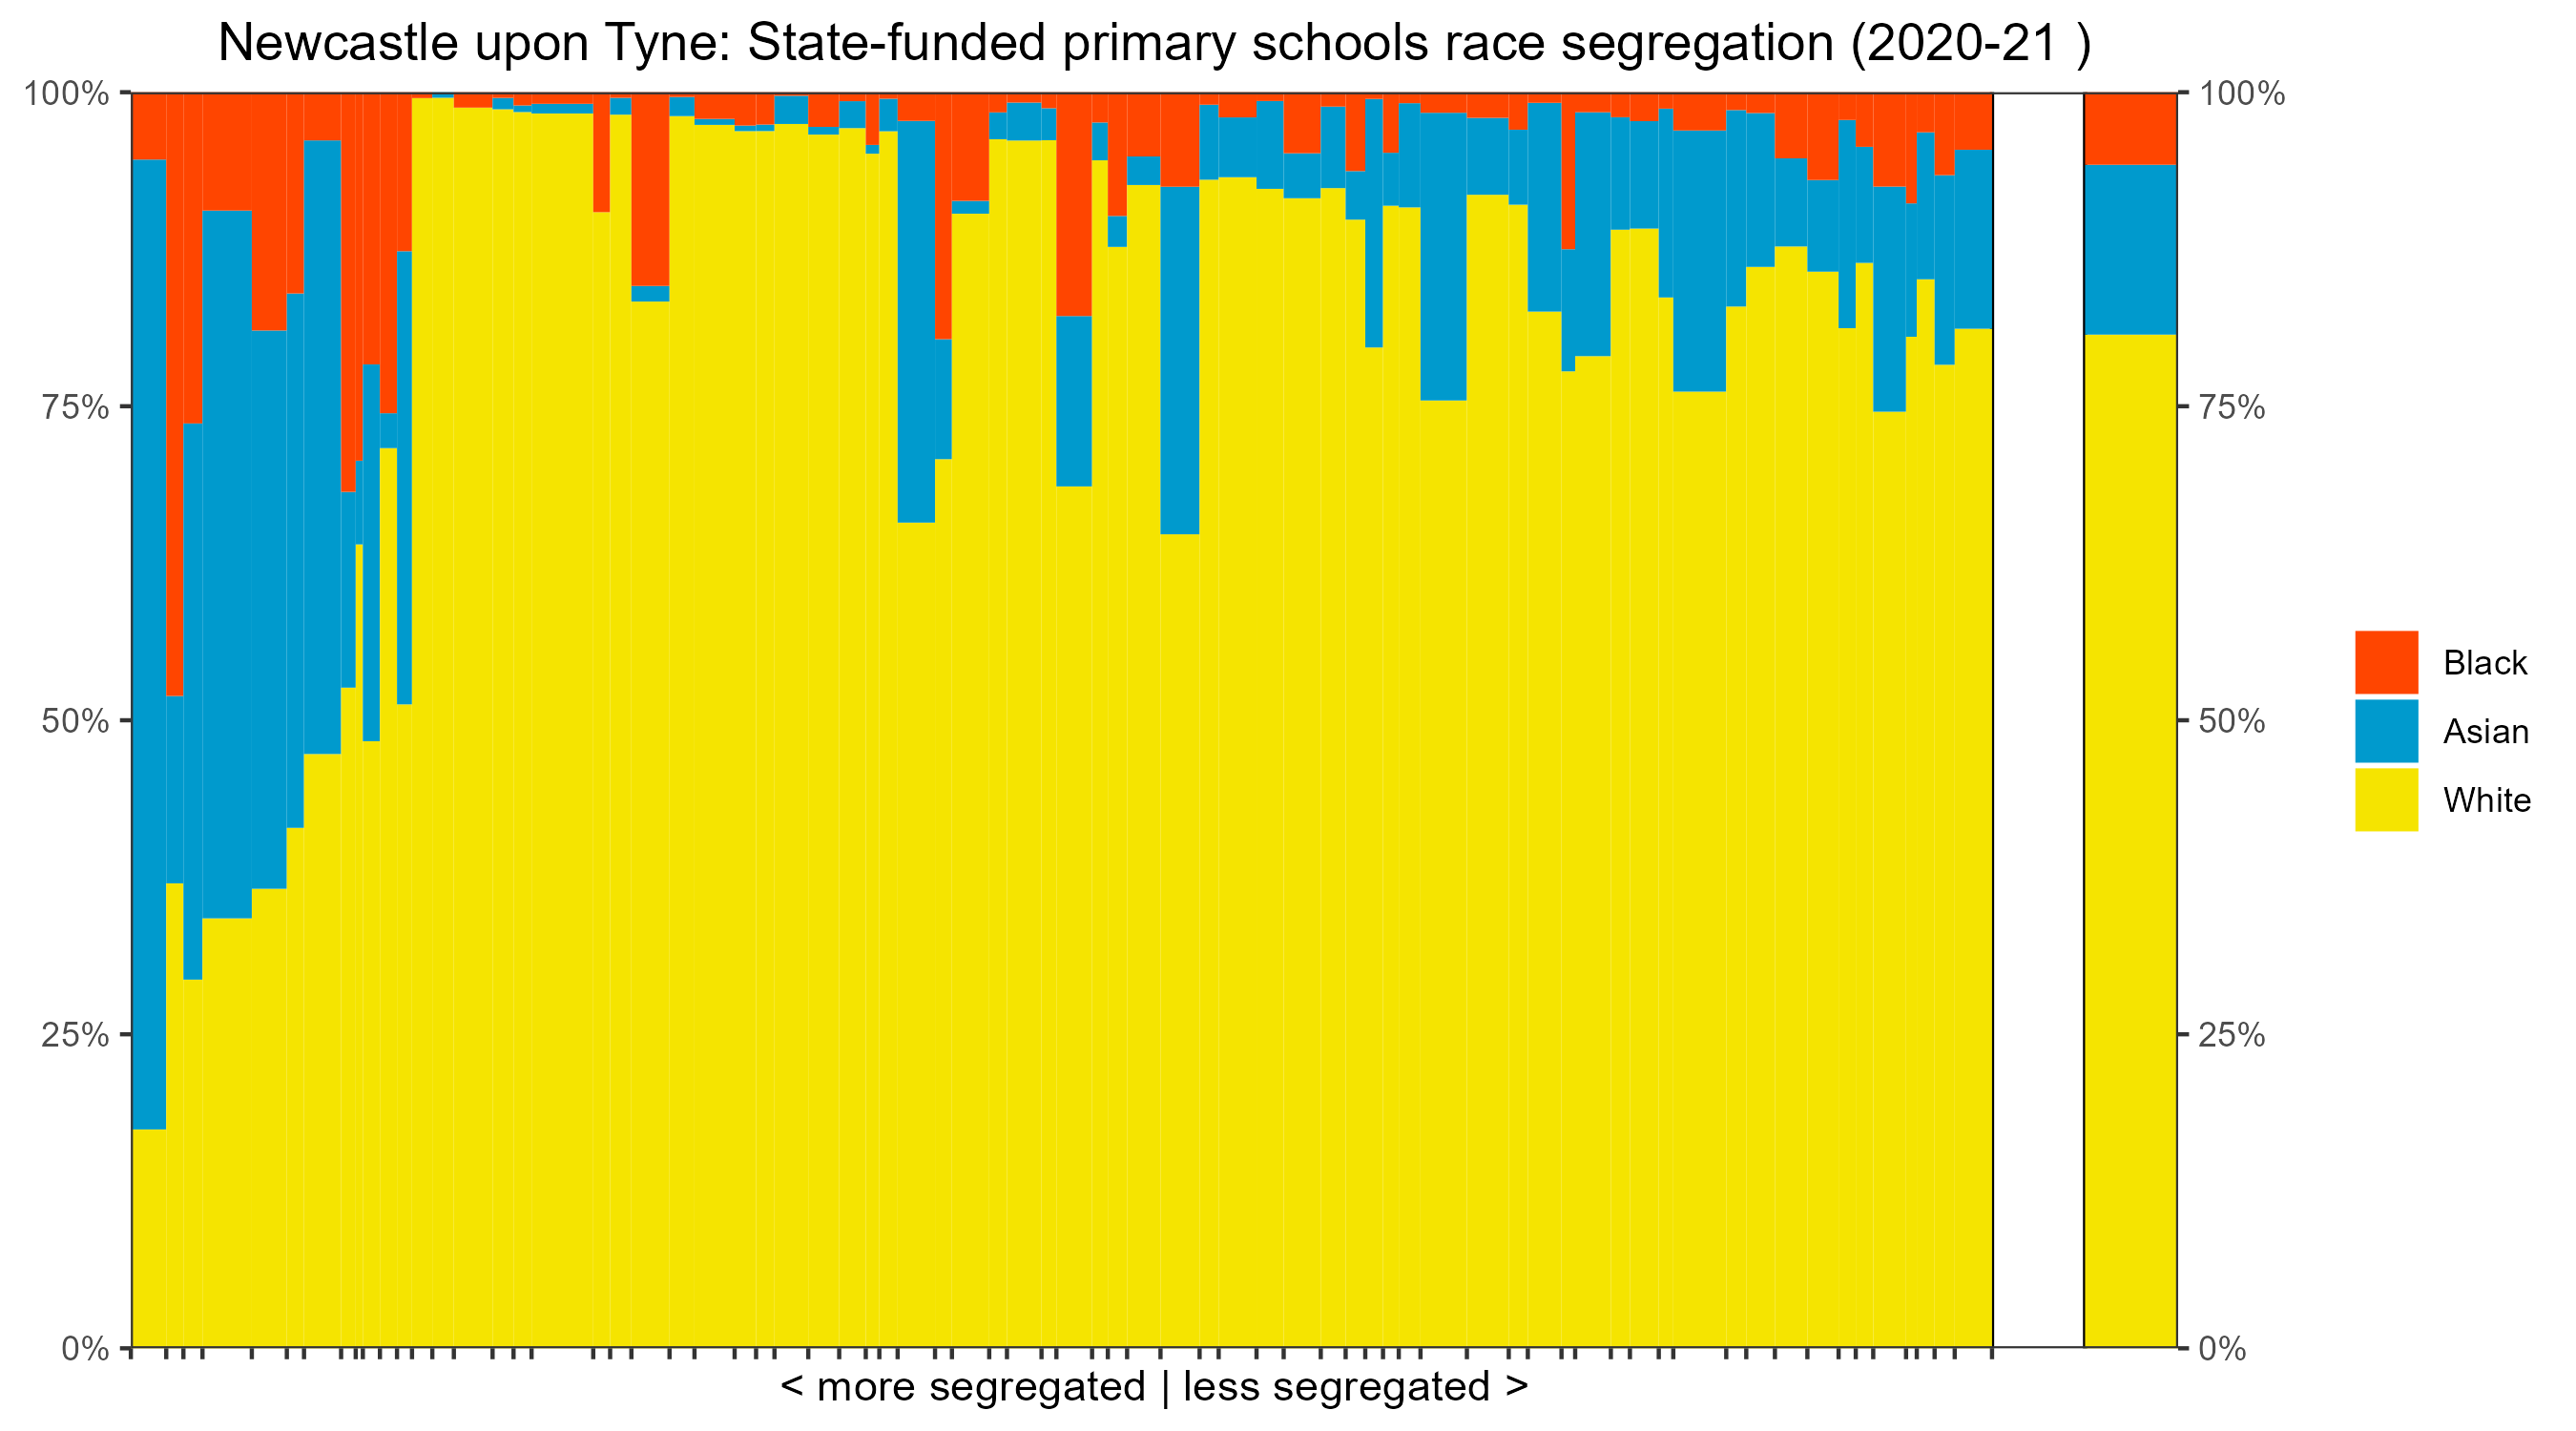 Newcastle upon Tyne: State-funded primary schools race segregation (2020-21 )
100%
75%
50%
25%
0%
100%
75%
50%
25%
0%
Black
Asian
White
< more segregated | less segregated >